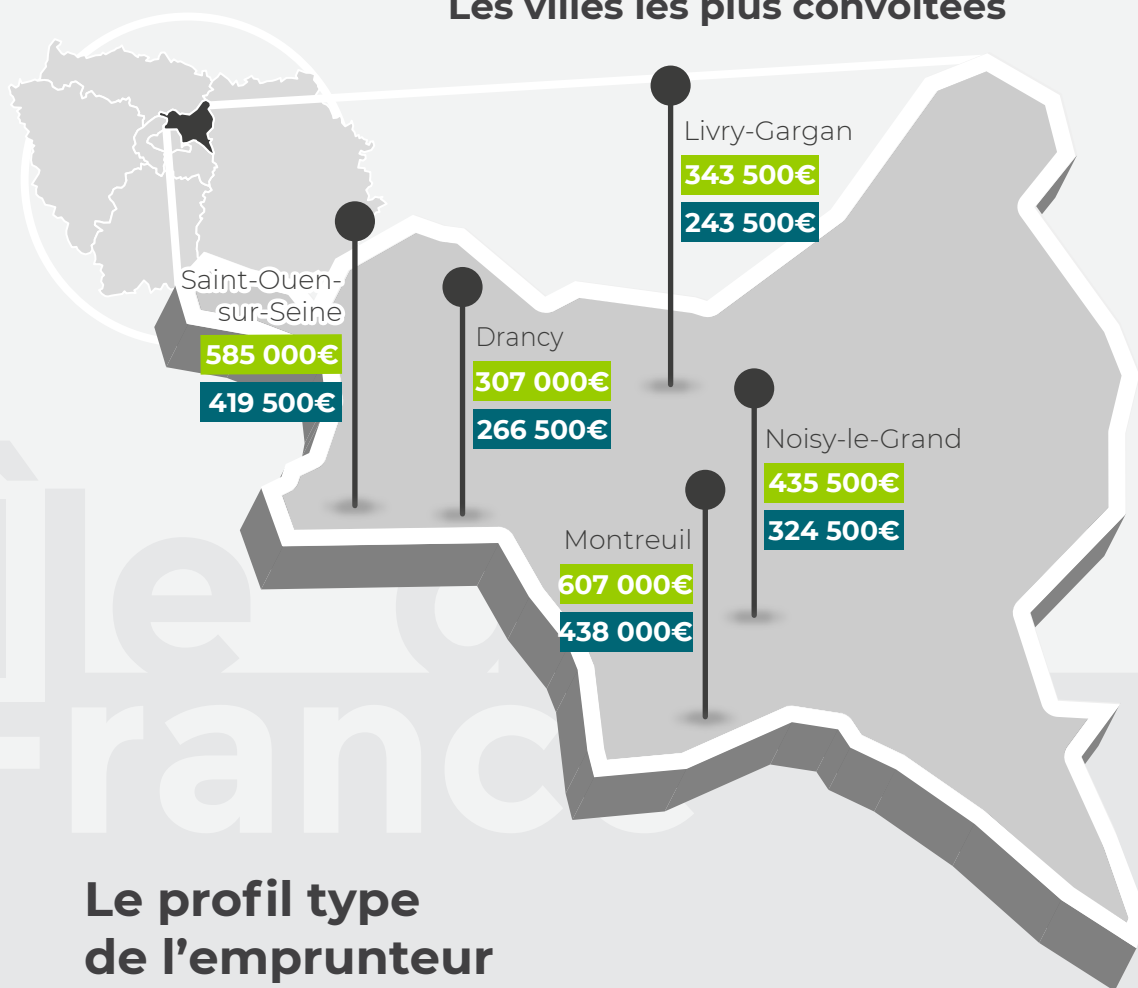 Les villes les plus convoitées
Livry-Gargan
343 500€
243 500€
Saint-Ouen-
sur-Seine
585 000€
419 500€
Drancy
307 000€
266 500€
Noisy-le-Grand
435 500€
324 500€
Montreuil
607 000€
438 000€
Île d
France
Le profil type
de l’emprunteur